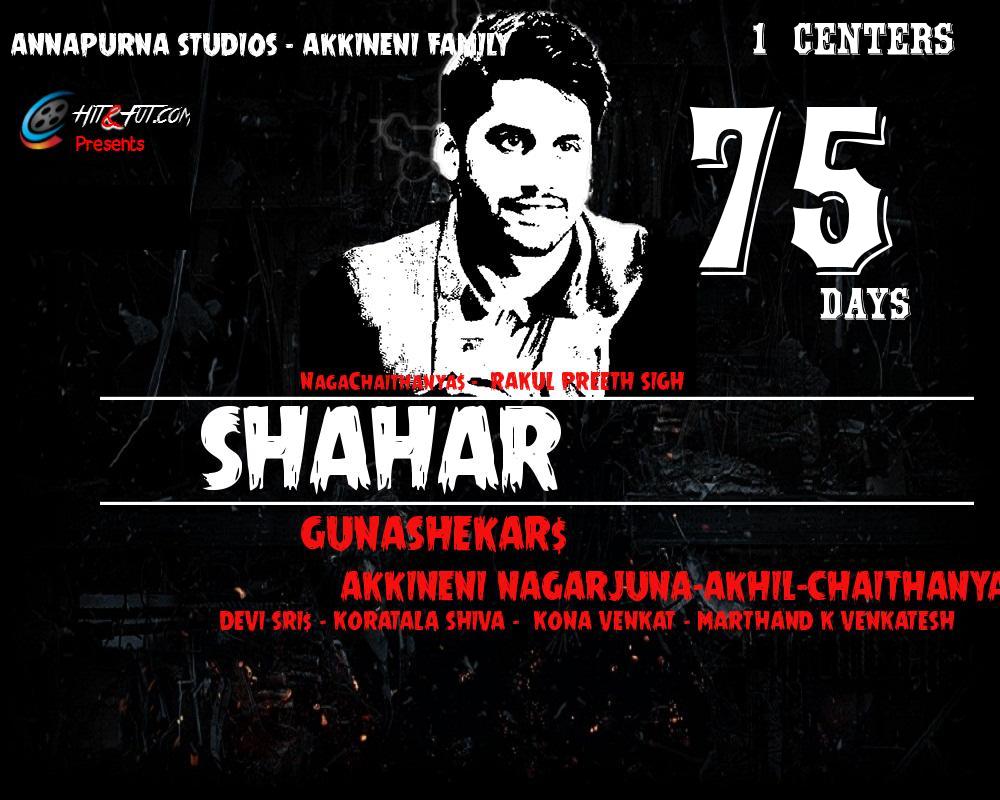 ANNAPURNA STUDIOS - AKKINENI FAMILY
1 CENTERS
HIT&FUT.COM
Presents
75
DAYS
NAGACHAITHANYA$ - RAKUL PREETH SIGH
SHAHAR
GUNASHEKAR$
AKKINENI NAGARJUNA-AKHIL-CHAITHANYA
DEVI SRI$ - KORATALA SHIVA - KONA VENKAT - MARTHAND K VENKATESH